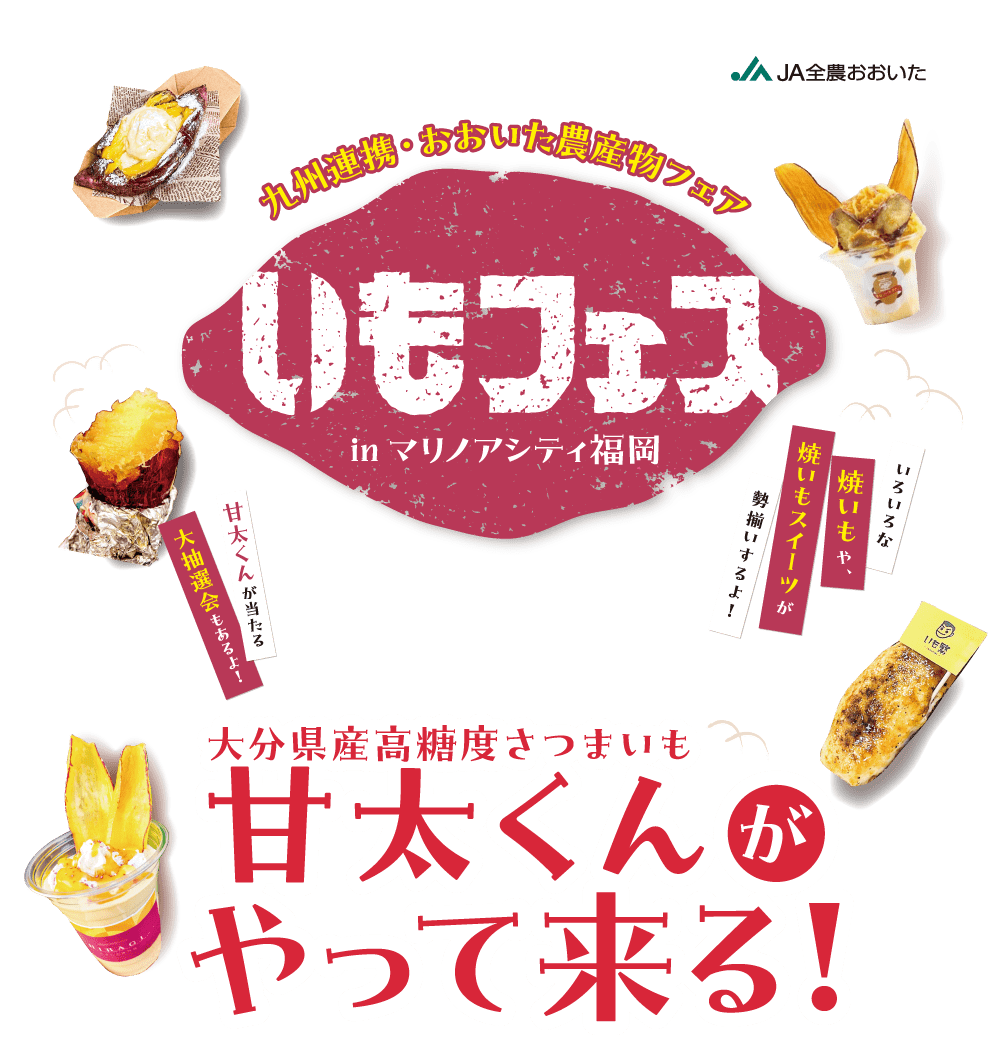 JA全農おおいた
九州連携・おおいた農産物フェア
いもフェス
in マリノアシティ福岡
いろいろな
焼いもや、
焼いもスイーツが
勢揃いするよ！
甘太くんが当たる
大抽選会もあるよ！
大分県産高糖度さつまいも
甘太くんが
やって来る！